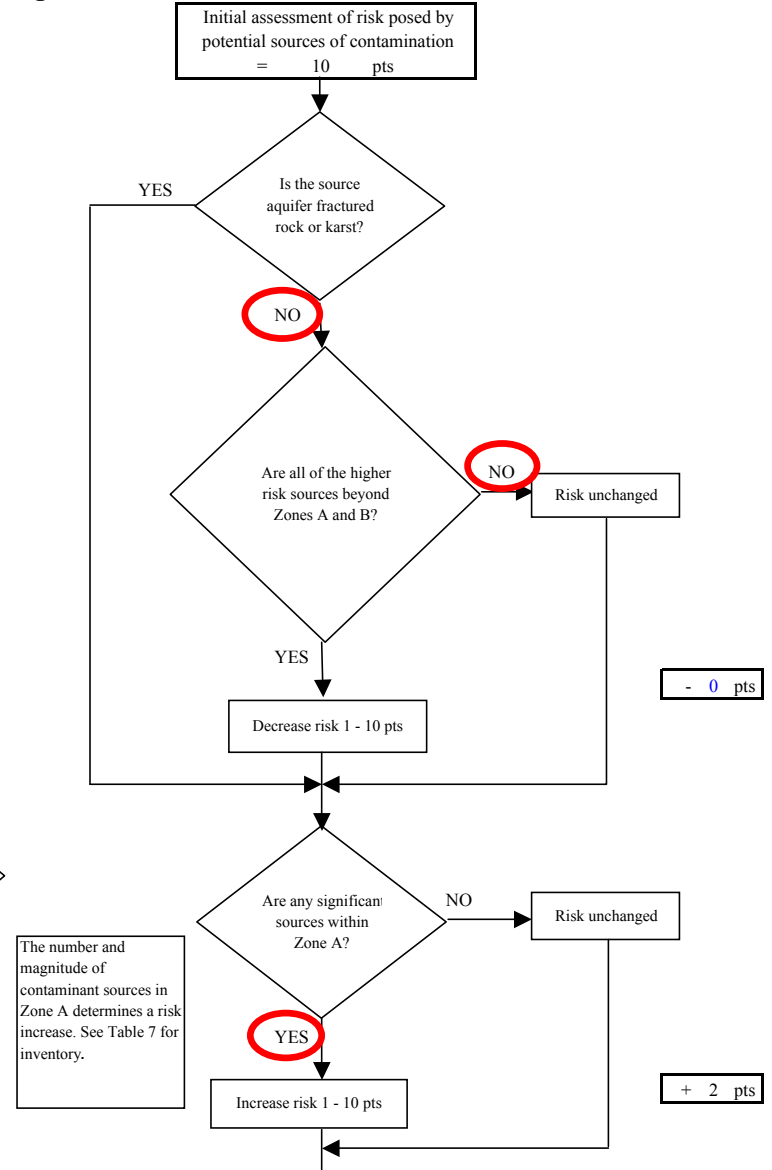 Initial assessment of risk posed by
potential sources of contamination
= 10 pts
Is the source
aquifer fractured
rock or karst?
YES
NO
Are all of the higher
risk sources beyond
Zones A and B?
NO
Risk unchanged
YES
- 0 pts
Decrease risk 1 - 10 pts
Are any significant
sources within
Zone A?
NO
Risk unchanged
The number and
magnitude of
contaminant sources in
Zone A determines a risk
increase. See Table 7 for
inventory.
YES
Increase risk 1 - 10 pts
+ 2 pts